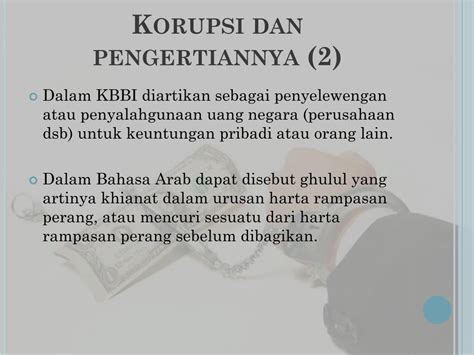 KORUPSI DAN
PENGERTIANNYA (2)
Dalam KBBI diartikan sebagai penyelewengan
atau penyalahgunaan uang negara (perusahaan
dsb) untuk keuntungan pribadi atau orang lain.
Dalam Bahasa Arab dapat disebut ghulul yang
artinya khianat dalam urusan harta rampasan
perang, atau mencuri sesuatu dari harta
rampasan perang sebelum dibagikan.